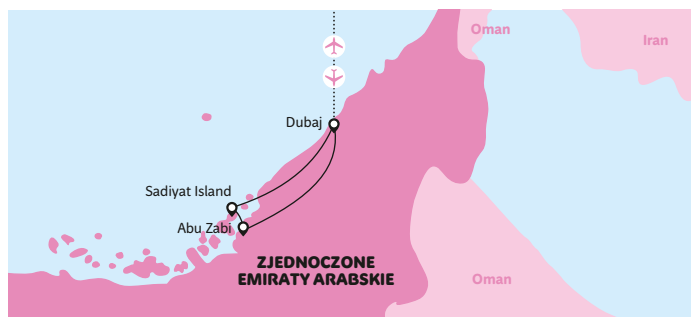 Oman
Iran
Dubaj
Sadiyat Island
Abu Zabi
ZJEDNOCZONE
EMIRATY ARABSKIE
Oman